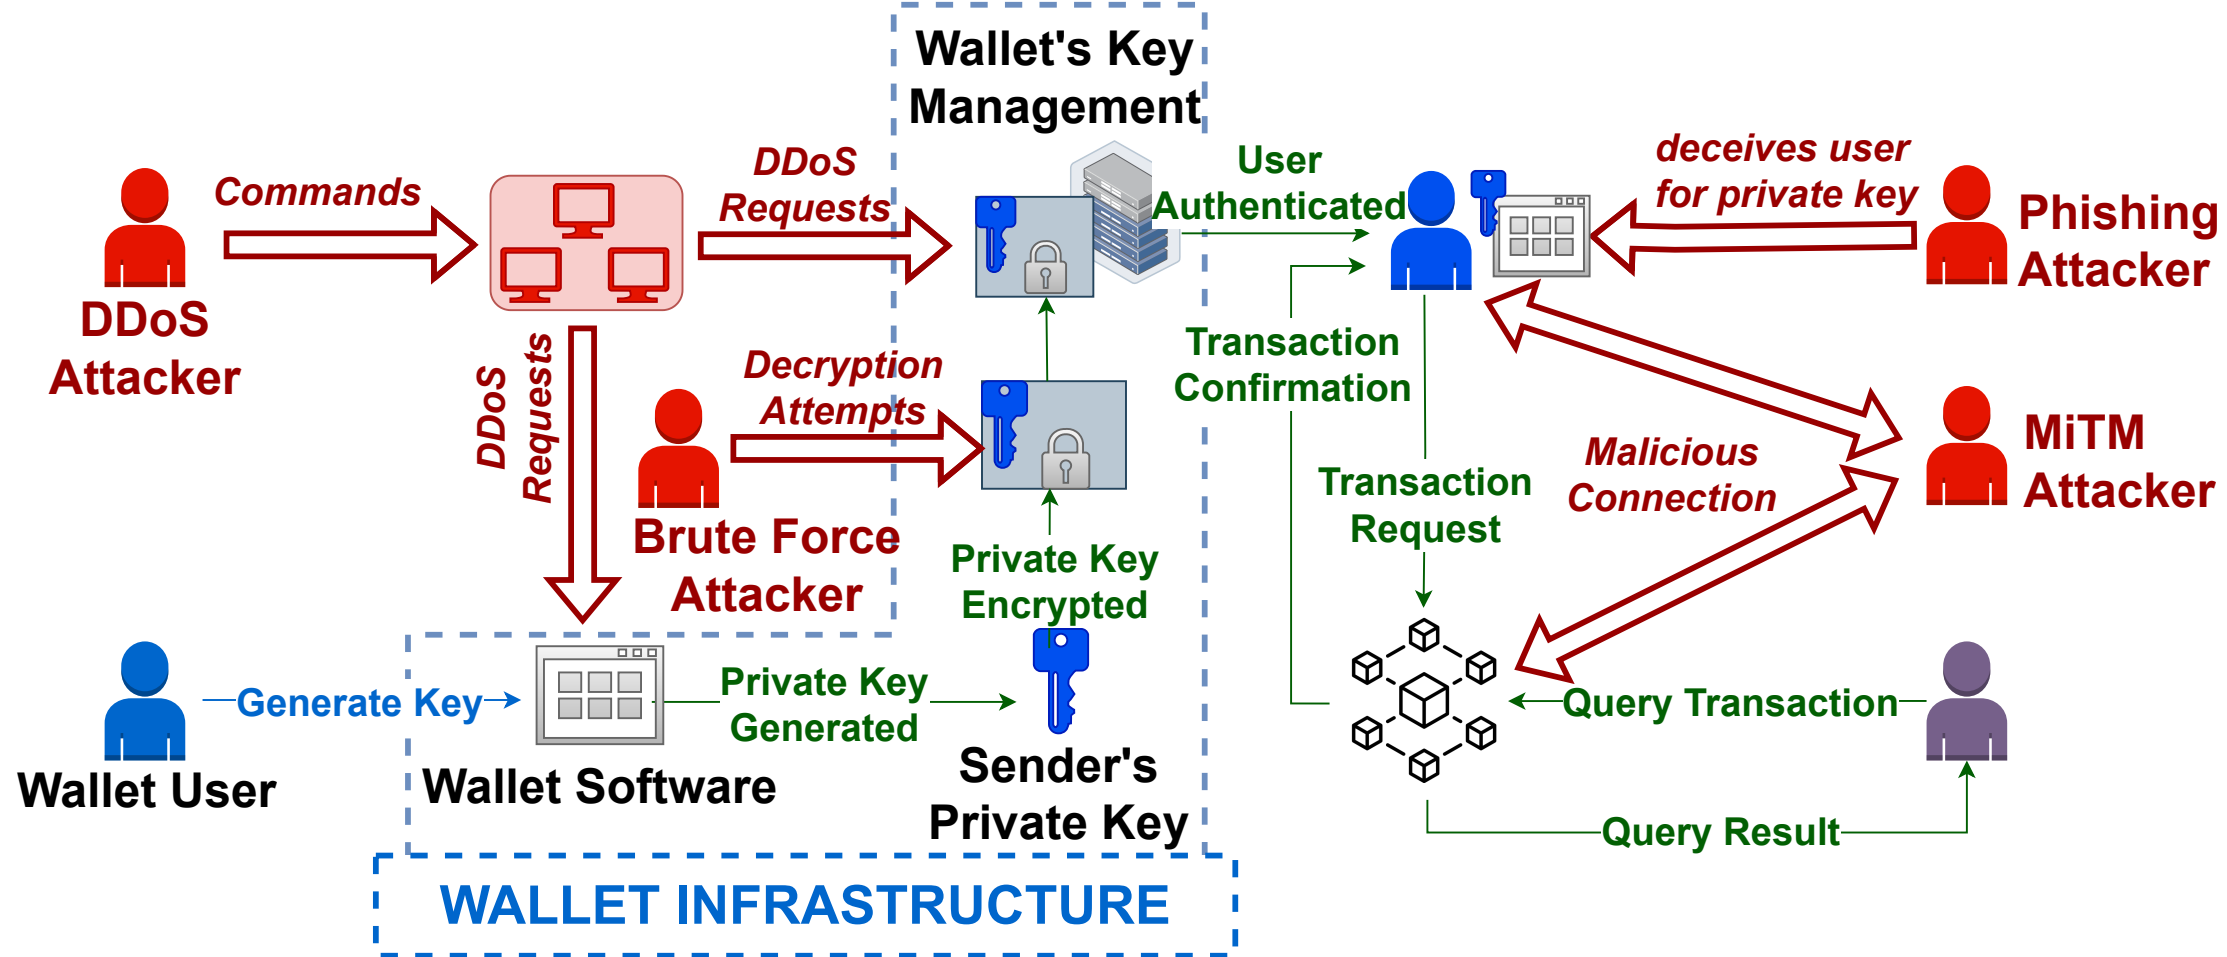 Wallet's Key
Management
DDoS
Requests
Commands
User
Authenticated
deceives user
for private key
Phishing
Attacker
DDoS
Attacker
DDoS
Requests
Decryption
Attempts
Transaction
Confirmation
MiTM
Attacker
Malicious
Connection
Transaction
Request
Brute Force
Attacker
Private Key
Encrypted
Generate Key
Private Key
Generated
Query Transaction
Wallet User
Wallet Software
Sender's
Private Key
Query Result
WALLET INFRASTRUCTURE